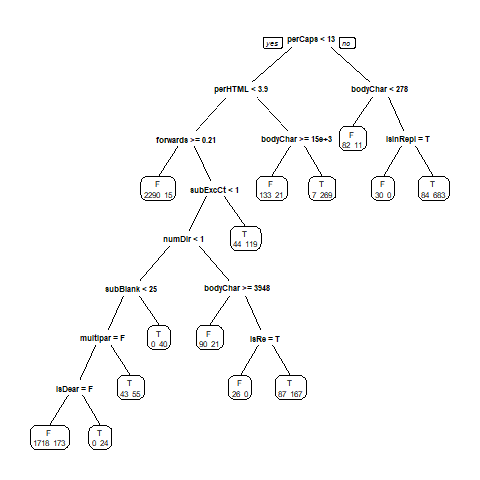 yes perCaps < 13 no
perHTML < 3.9 bodyChar < 278
forwards >= 0.21 bodyChar >= 15e+3 F isInRepl = T
82 11
F subExcCt < 1 F T F T
2290 15 133 21 7 269 30 0 84 683
numDir < 1 T
44 119
subBlank < 25 bodyChar >= 3948
multipar = F T F isRe = T
0 40 90 21
isDear = F T F T
43 55 26 0 87 167
F T
1718 173 0 24